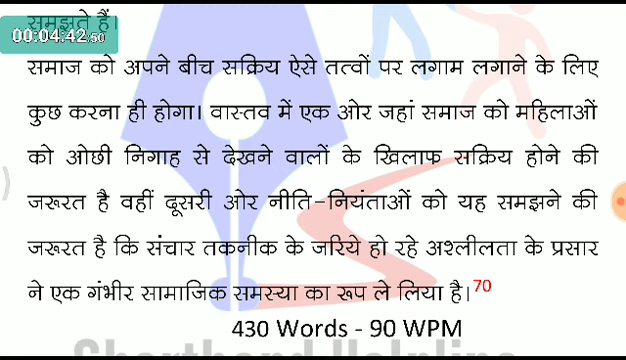 समझते हैं।
00:04:42:50
समाज को अपने बीच सक्रिय ऐसे तत्वों पर लगाम लगाने के लिए
कुछ करना ही होगा। वास्तव में एक ओर जहां समाज को महिलाओं
को ओछी निगाह से देखने वालों के खिलाफ सक्रिय होने की
जरूरत है वहीं दूसरी ओर नीति-नियंताओं को यह समझने की
जरूरत है कि संचार तकनीक के जरिये हो रहे अश्लीलता के प्रसार
ने एक गंभीर सामाजिक समस्या का रूप ले लिया है।70
430 Words - 90 WPM
Shorthand Helpline